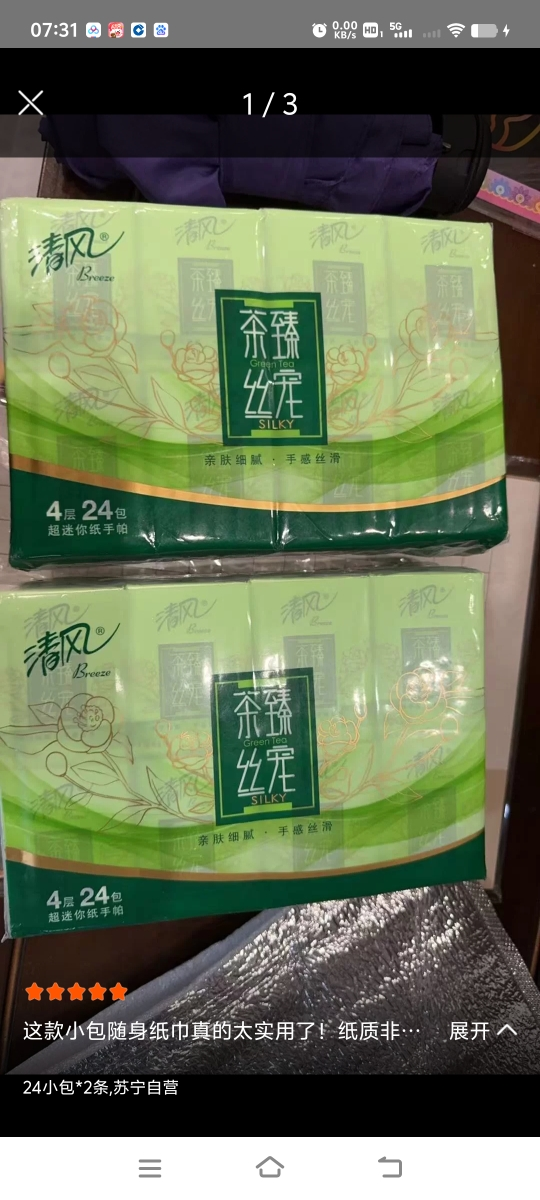 07:31
0.00
KB/s
HD1
5G
1 / 3
清风®
Breeze
茶臻
Green Tea
丝宠
SILKY
亲肤细腻 · 手感丝滑
4层 24包
超迷你纸手帕
清风®
Breeze
茶臻
Green Tea
丝宠
SILKY
亲肤细腻 · 手感丝滑
4层 24包
超迷你纸手帕
这款小包随身纸巾真的太实用了！纸质非… 展开
24小包*2条,苏宁自营